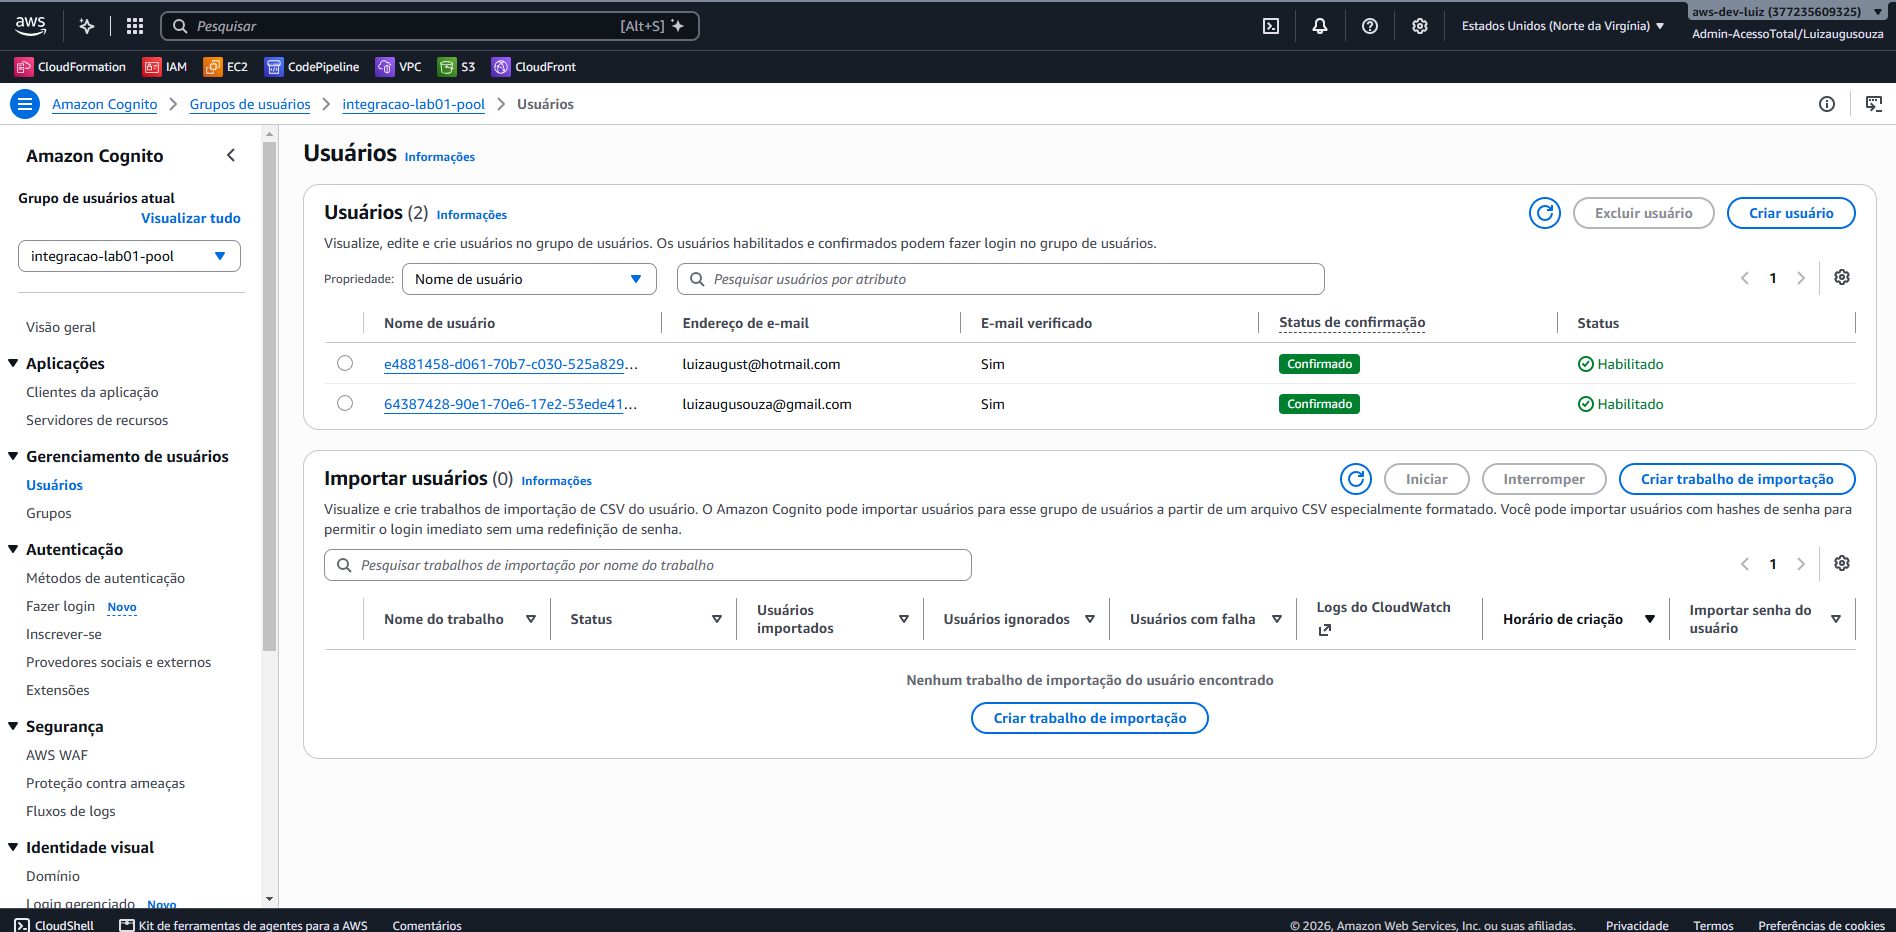 aws
Pesquisar
[Alt+S]
Estados Unidos (Norte da Virgínia)
aws-dev-luiz (377235609325)
Admin-AcessoTotal/Luizaugusouza
CloudFormation
IAM
EC2
CodePipeline
VPC
S3
CloudFront
Amazon Cognito
Grupos de usuários
integracao-lab01-pool
Usuários
Amazon Cognito
Grupo de usuários atual
Visualizar tudo
integracao-lab01-pool
Visão geral
Aplicações
Clientes da aplicação
Servidores de recursos
Gerenciamento de usuários
Usuários
Grupos
Autenticação
Métodos de autenticação
Fazer login Novo
Inscrever-se
Provedores sociais e externos
Extensões
Segurança
AWS WAF
Proteção contra ameaças
Fluxos de logs
Identidade visual
Domínio
Login gerenciado Novo
Usuários Informações
Usuários (2) Informações
Excluir usuário
Criar usuário
Visualize, edite e crie usuários no grupo de usuários. Os usuários habilitados e confirmados podem fazer login no grupo de usuários.
Propriedade:
Nome de usuário
Pesquisar usuários por atributo
1
Nome de usuário
Endereço de e-mail
E-mail verificado
Status de confirmação
Status
e4881458-d061-70b7-c030-525a829... luizaugust@hotmail.com Sim Confirmado Habilitado
64387428-90e1-70e6-17e2-53ede41... luizaugusouza@gmail.com Sim Confirmado Habilitado
Importar usuários (0) Informações
Iniciar
Interromper
Criar trabalho de importação
Visualize e crie trabalhos de importação de CSV do usuário. O Amazon Cognito pode importar usuários para esse grupo de usuários a partir de um arquivo CSV especialmente formatado. Você pode importar usuários com hashes de senha para
permitir o login imediato sem uma redefinição de senha.
Pesquisar trabalhos de importação por nome do trabalho
1
Nome do trabalho
Status
Usuários
importados
Usuários ignorados
Usuários com falha
Logs do CloudWatch
Horário de criação
Importar senha do
usuário
Nenhum trabalho de importação do usuário encontrado
Criar trabalho de importação
CloudShell
Kit de ferramentas de agentes para a AWS
Comentários
© 2026, Amazon Web Services, Inc. ou suas afiliadas.
Privacidade
Termos
Preferências de cookies